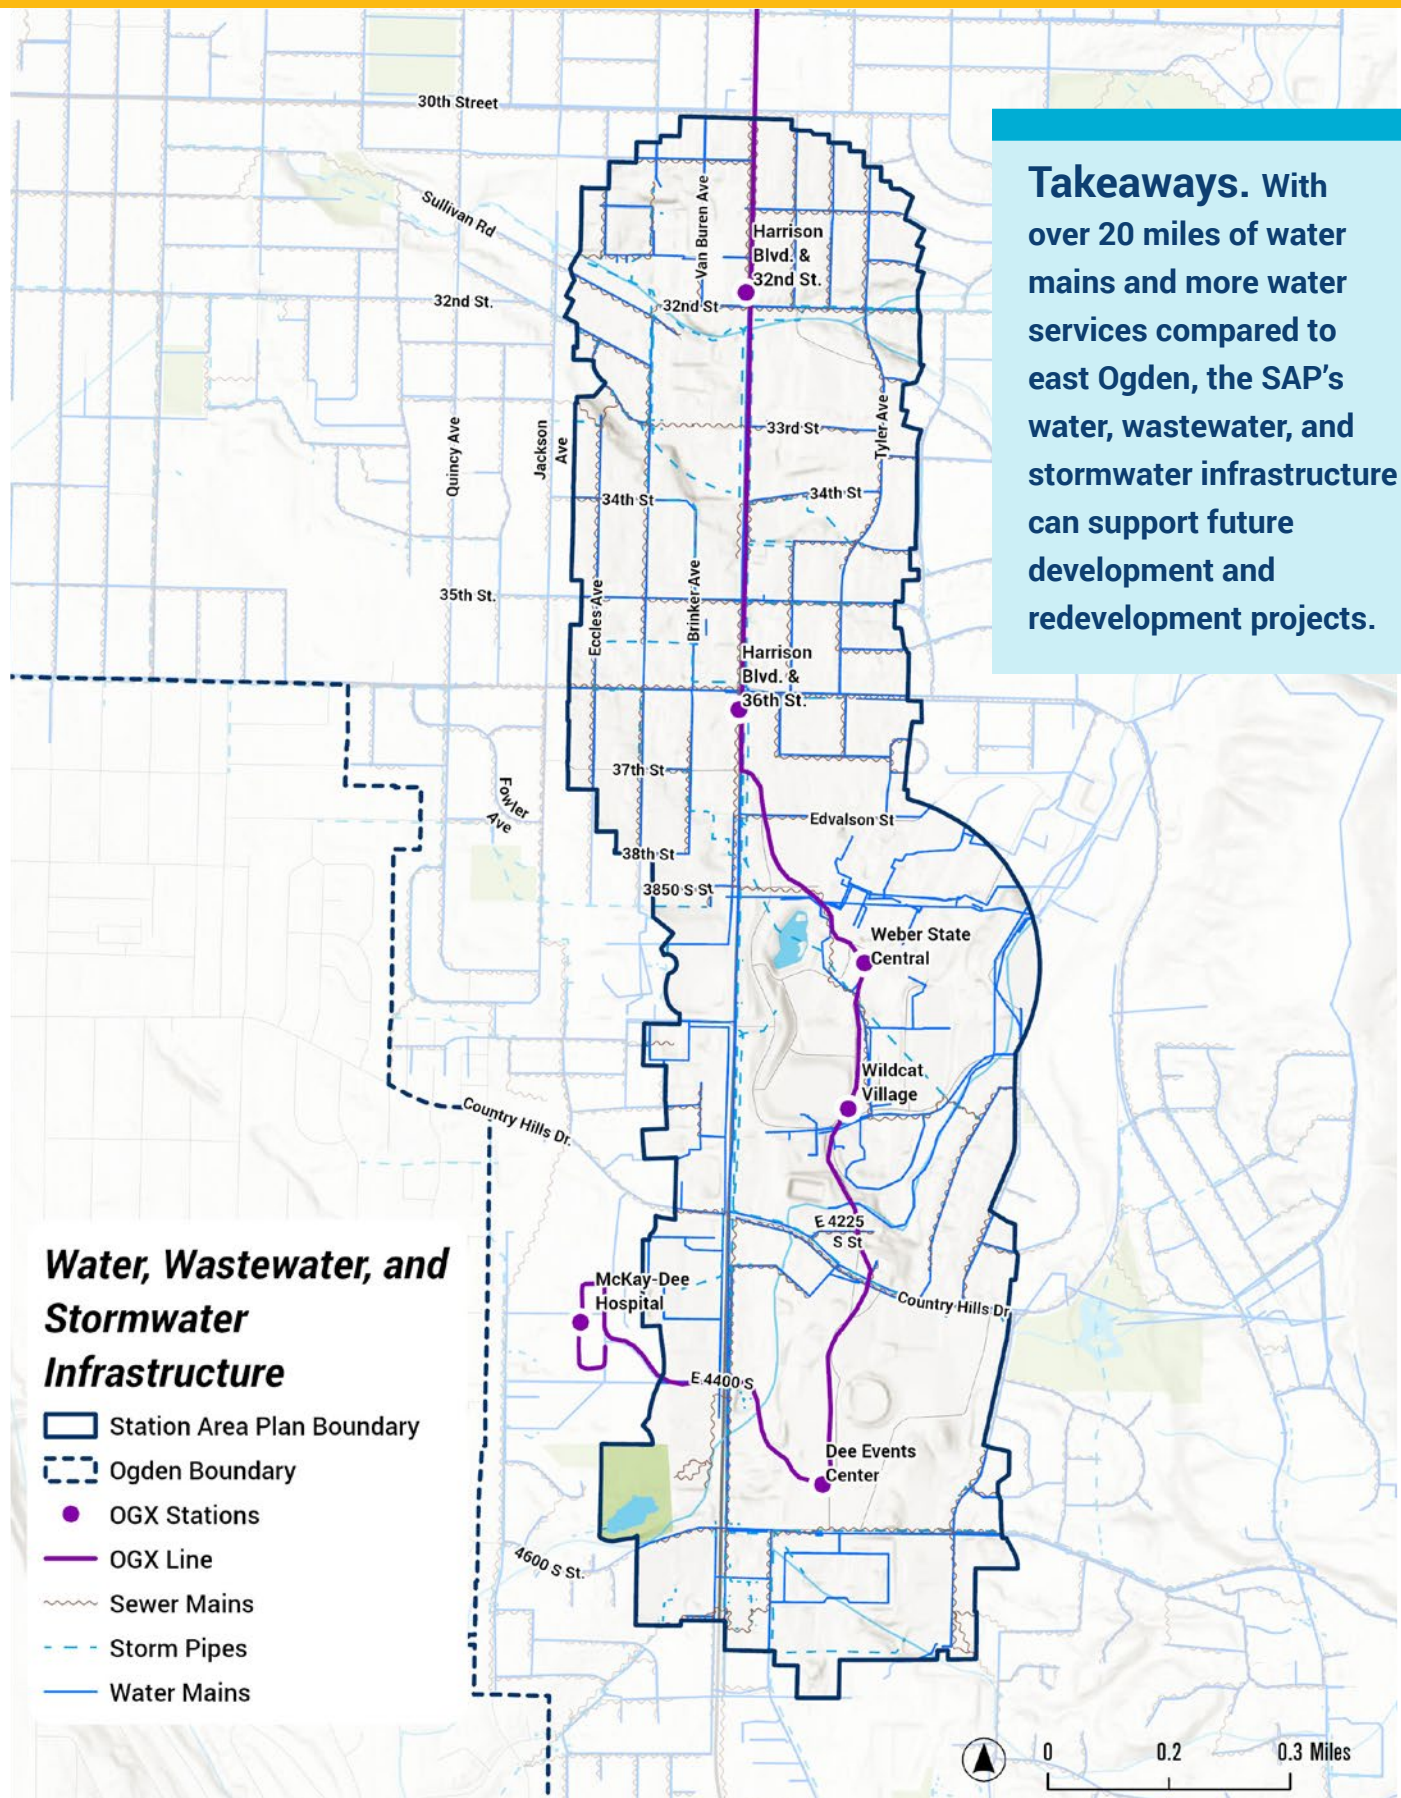 30th Street
Takeaways. With
over 20 miles of water
mains and more water
services compared to
east Ogden, the SAP's
water, wastewater, and
stormwater infrastructure
can support future
development and
redevelopment projects.
Sullivan Rd
Van Buren Ave
Harrison
Blvd. &
32nd St.
32nd St.
32nd St
Quincy Ave
Jackson
Ave
33rd St
Tyler Ave
34th St
34th St
Eccles Ave
Brinker Ave
35th St.
Harrison
Blvd. &
36th St.
37th St
Fowler
Ave
Edvalson St
38th St
3850 S St
Weber State
Central
Wildcat
Village
Country Hills Dr.
E 4225
S St
McKay-Dee
Hospital
Country Hills Dr
E 4400 S
Dee Events
Center
4600 S St.
Water, Wastewater, and
Stormwater
Infrastructure
Station Area Plan Boundary
Ogden Boundary
OGX Stations
OGX Line
Sewer Mains
Storm Pipes
Water Mains
0 0.2 0.3 Miles